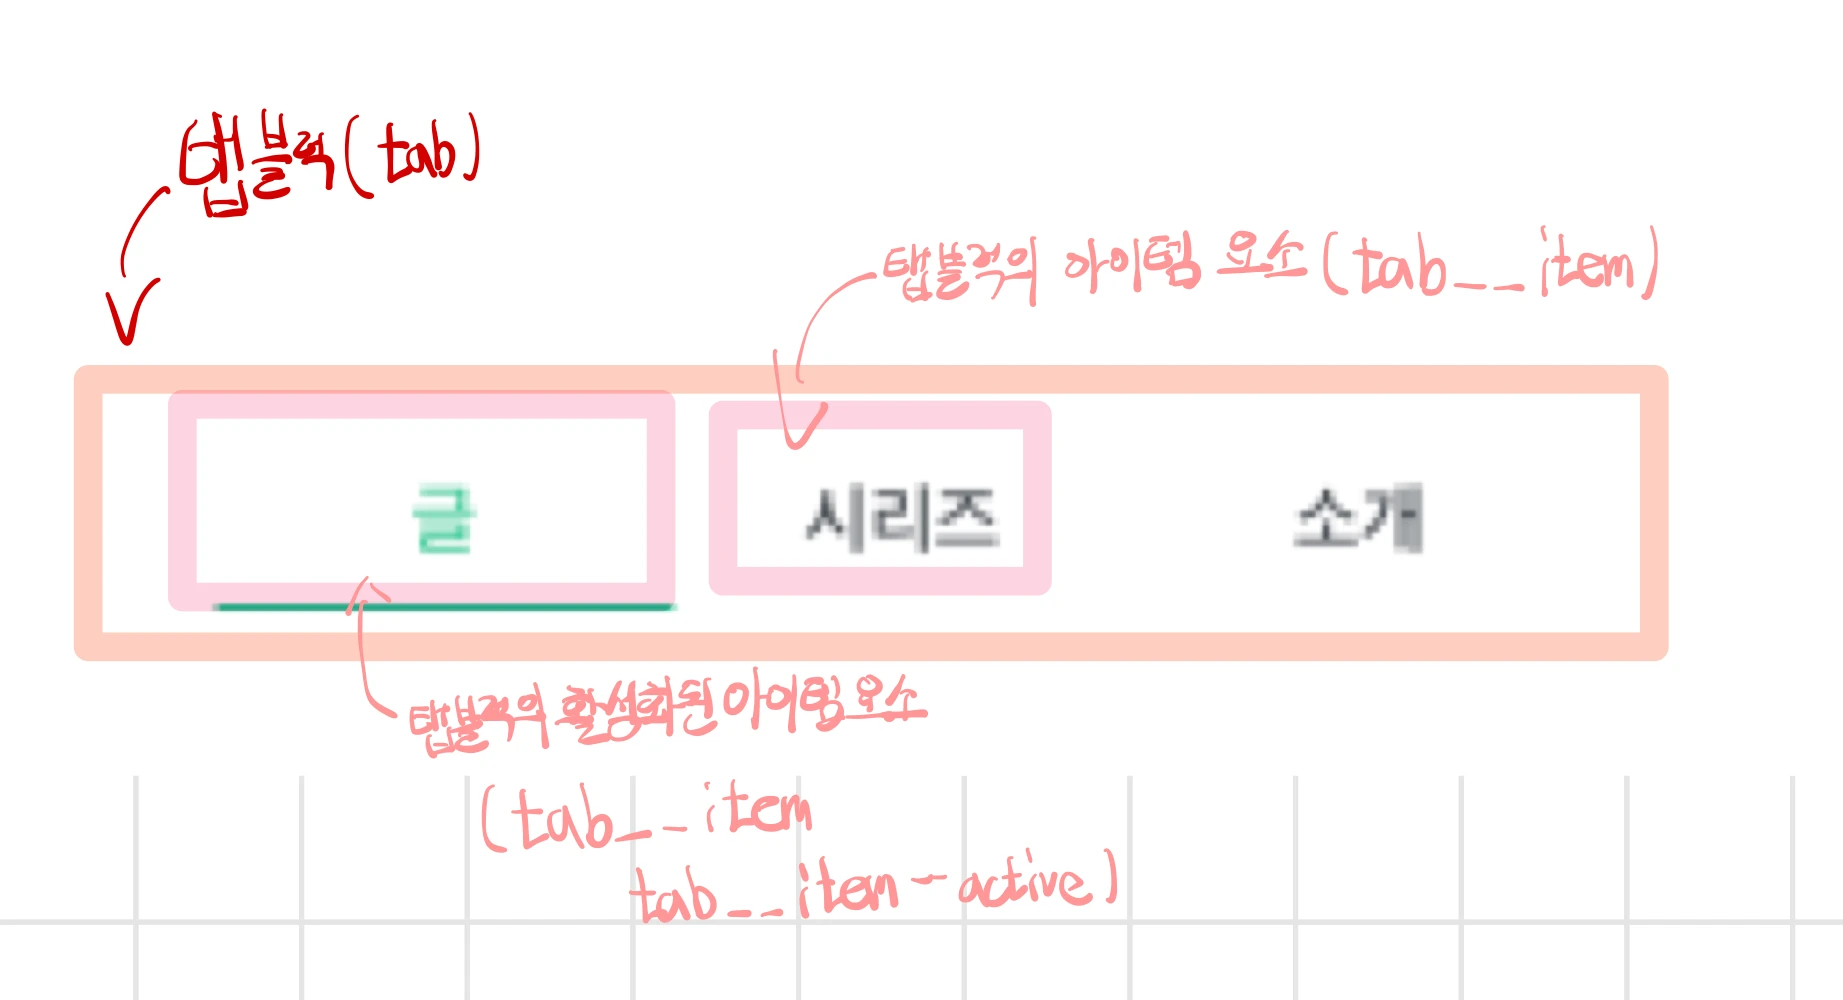 탭블럭(tab)
탭블럭의 아이템 요소(tab__item)
글 시리즈 소개
탭블럭의 활성화된 아이템 요소
(tab__item
tab__item-active)